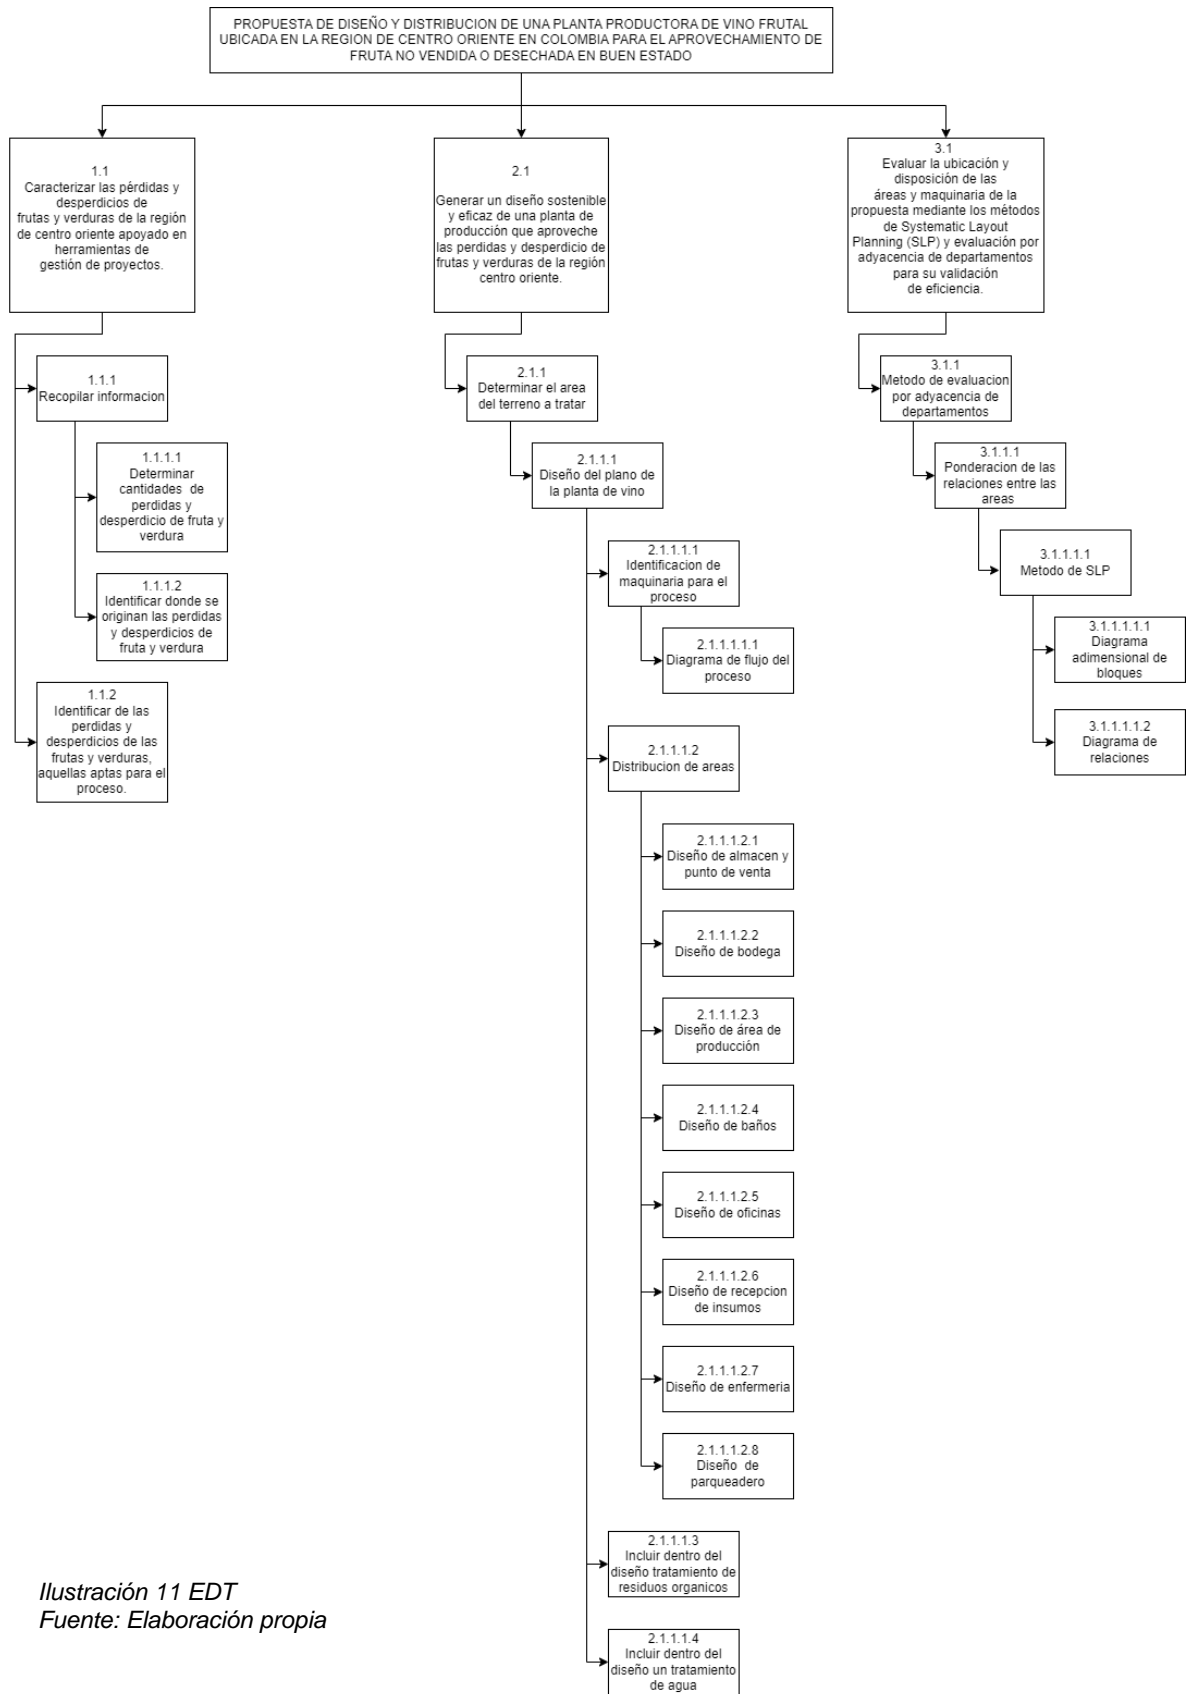 PROPUESTA DE DISEÑO Y DISTRIBUCION DE UNA PLANTA PRODUCTORA DE VINO FRUTAL
UBICADA EN LA REGION DE CENTRO ORIENTE EN COLOMBIA PARA EL APROVECHAMIENTO DE
FRUTA NO VENDIDA O DESECHADA EN BUEN ESTADO
1.1
Caracterizar las pérdidas y
desperdicios de
frutas y verduras de la región
de centro oriente apoyado en
herramientas de
gestión de proyectos.
1.1.1
Recopilar informacion
1.1.1.1
Determinar
cantidades de
perdidas y
desperdicio de fruta y
verdura
1.1.1.2
Identificar donde se
originan las perdidas
y desperdicios de
fruta y verdura
1.1.2
Identificar de las
perdidas y
desperdicios de las
frutas y verduras,
aquellas aptas para el
proceso.
2.1
Generar un diseño sostenible
y eficaz de una planta de
producción que aproveche
las perdidas y desperdicio de
frutas y verduras de la región
centro oriente.
2.1.1
Determinar el area
del terreno a tratar
2.1.1.1
Diseño del plano de
la planta de vino
2.1.1.1.1
Identificacion de
maquinaria para el
proceso
2.1.1.1.1.1
Diagrama de flujo del
proceso
2.1.1.1.2
Distribucion de areas
2.1.1.1.2.1
Diseño de almacen y
punto de venta
2.1.1.1.2.2
Diseño de bodega
2.1.1.1.2.3
Diseño de área de
producción
2.1.1.1.2.4
Diseño de baños
2.1.1.1.2.5
Diseño de oficinas
2.1.1.1.2.6
Diseño de recepcion
de insumos
2.1.1.1.2.7
Diseño de enfermeria
2.1.1.1.2.8
Diseño de
parqueadero
2.1.1.1.3
Incluir dentro del
diseño tratamiento de
residuos organicos
2.1.1.1.4
Incluir dentro del
diseño un tratamiento
de agua
3.1
Evaluar la ubicación y
disposición de las
áreas y maquinaria de la
propuesta mediante los métodos
de Systematic Layout
Planning (SLP) y evaluación por
adyacencia de departamentos
para su validación
de eficiencia.
3.1.1
Metodo de evaluacion
por adyacencia de
departamentos
3.1.1.1
Ponderacion de las
relaciones entre las
areas
3.1.1.1.1
Metodo de SLP
3.1.1.1.1.1
Diagrama
adimensional de
bloques
3.1.1.1.1.2
Diagrama de
relaciones
Ilustración 11 EDT
Fuente: Elaboración propia